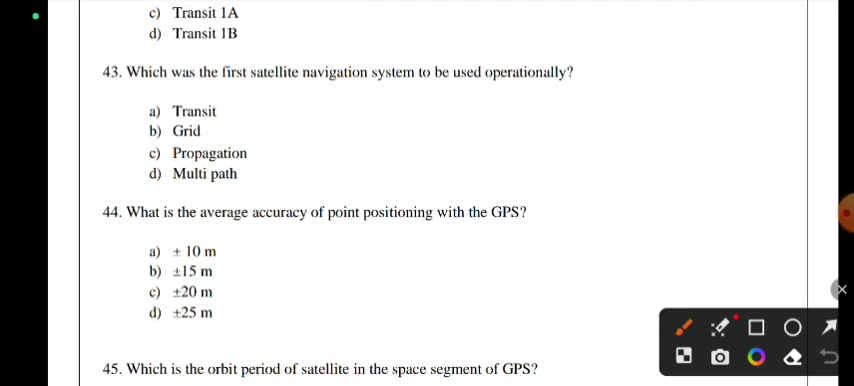 c) Transit 1A
d) Transit 1B
43. Which was the first satellite navigation system to be used operationally?
a) Transit
b) Grid
c) Propagation
d) Multi path
44. What is the average accuracy of point positioning with the GPS?
a) ± 10 m
b) ±15 m
c) ±20 m
d) ±25 m
45. Which is the orbit period of satellite in the space segment of GPS?